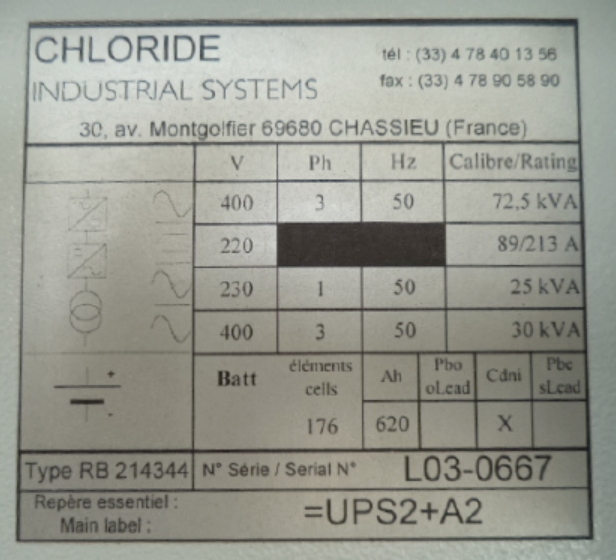 CHLORIDE
INDUSTRIAL SYSTEMS
tél : (33) 4 78 40 13 56
fax : (33) 4 78 90 58 90
30, av. Montgolfier 69680 CHASSIEU (France)
V Ph Hz Calibre/Rating
400 3 50 72.5 kVA
220 89/213 A
230 1 50 25 kVA
400 3 50 30 kVA
+
-
Batt éléments cells Ah Pbo oLead Cdni Pbe sLead
176 620 X
Type RB 214344 N° Série / Serial N° L03-0667
Repère essentiel :
Main label : =UPS2+A2